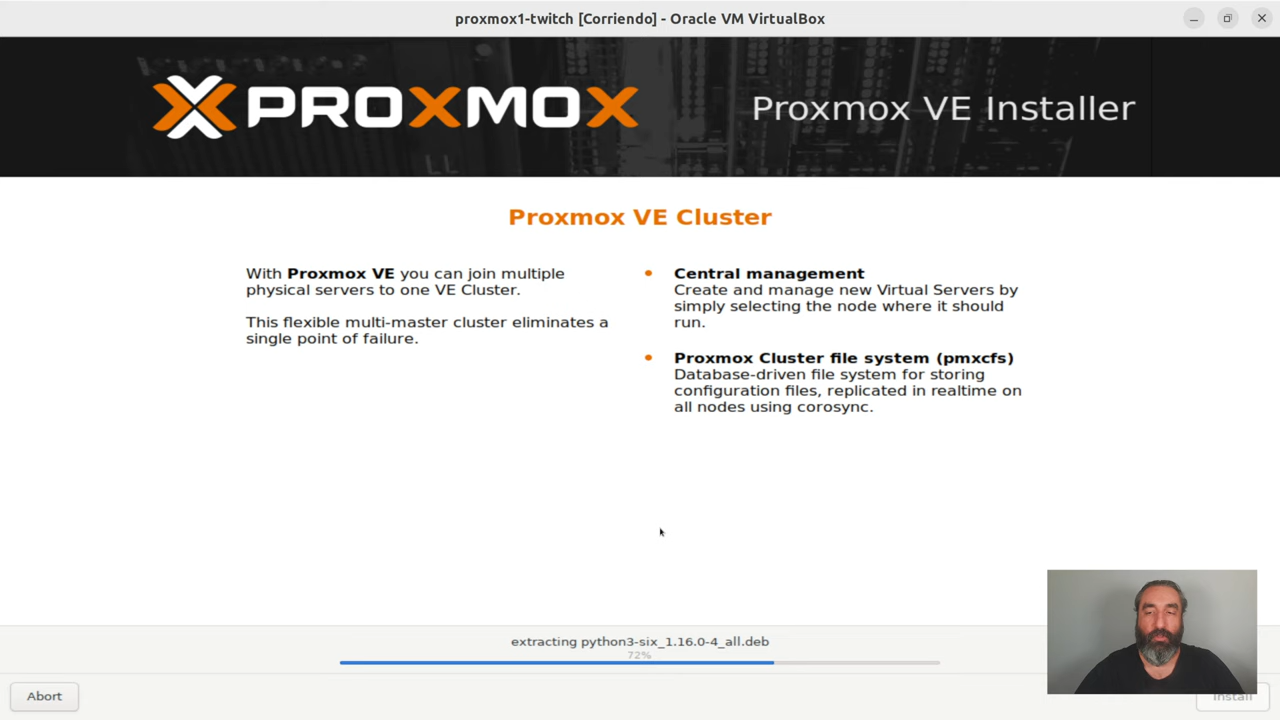 proxmox1-twitch [Corriendo] - Oracle VM VirtualBox
PROXMOX
Proxmox VE Installer
Proxmox VE Cluster
With Proxmox VE you can join multiple
physical servers to one VE Cluster.
This flexible multi-master cluster eliminates a
single point of failure.
Central management
Create and manage new Virtual Servers by
simply selecting the node where it should
run.
Proxmox Cluster file system (pmxcfs)
Database-driven file system for storing
configuration files, replicated in realtime on
all nodes using corosync.
extracting python3-six_1.16.0-4_all.deb
72%
Abort
Install